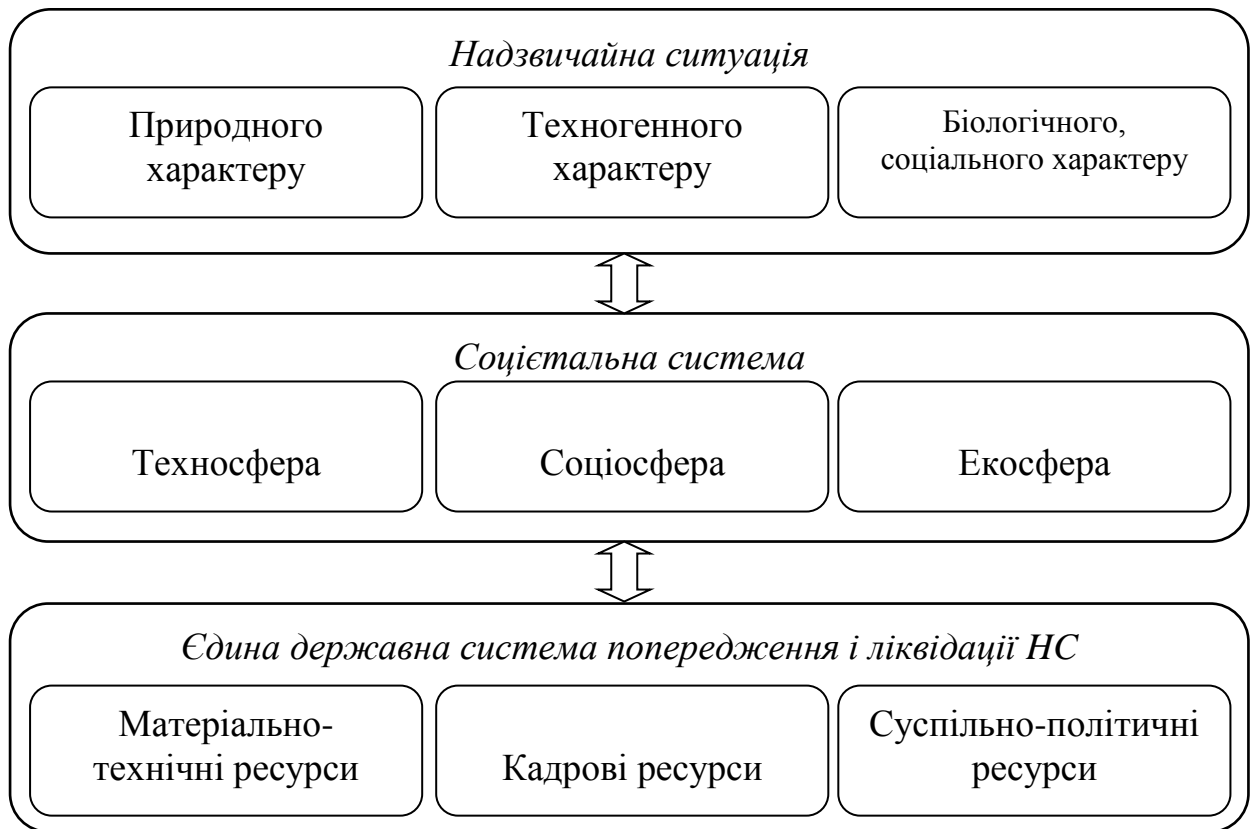 Надзвичайна ситуація
Природного
характеру
Техногенного
характеру
Біологічного,
соціального характеру
Соцієтальна система
Техносфера
Соціосфера
Екосфера
Єдина державна система попередження і ліквідації НС
Матеріально-
технічні ресурси
Кадрові ресурси
Суспільно-політичні
ресурси